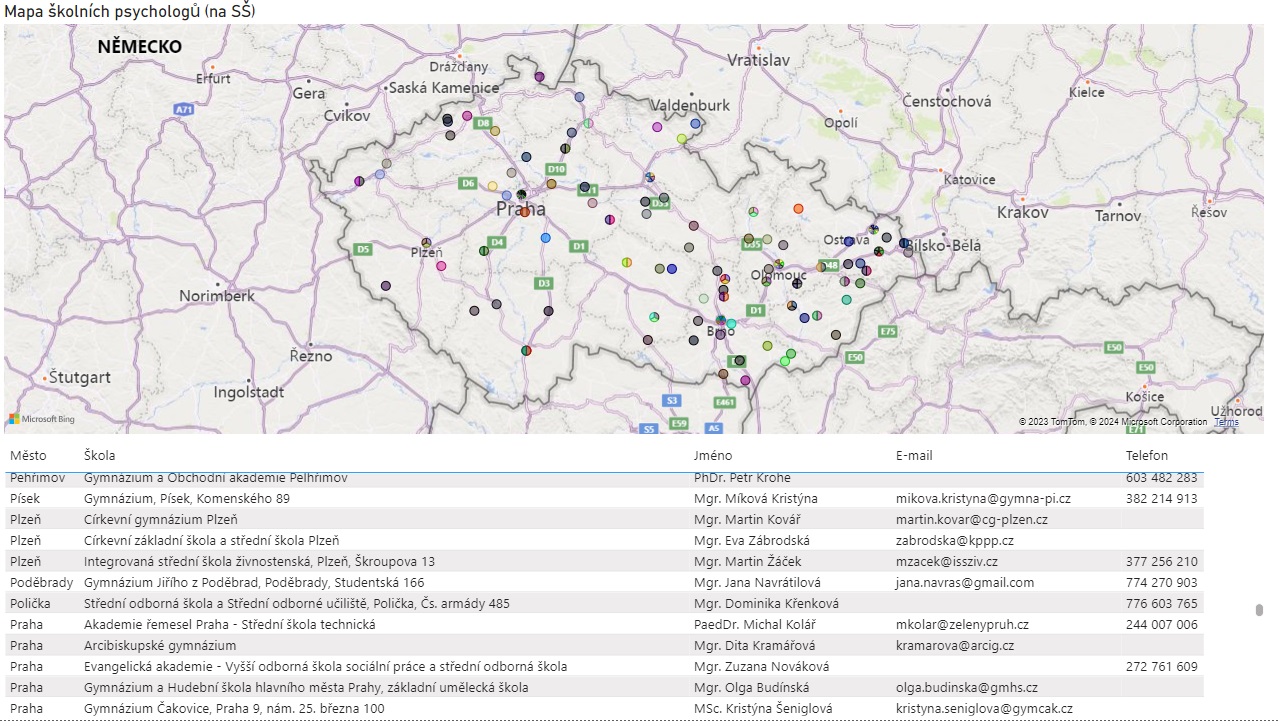 Mapa školních psychologů (na SŠ)
NĚMECKO
Vratislav
Drážďany
Erfurt
Gera
Saská Kamenice
Kielce
Čenstochová
Valdenburk
A71
Cvikov
D8
Opolí
D10
D6
Katovice
Praha
D35
Krakov
Tarnov
Řešov
Plzeň
D4
D5
D1
D35
Ostrava
Bílsko-Bělá
Olomouc
D48
D3
Norimberk
D1
Brno
E75
Řezno
E50
E50
E50
Štutgart
Ingolstadt
S3
E461
Košice
Užhorod
Microsoft Bing
E59
S5
A5
E71
© 2023 TomTom, © 2024 Microsoft Corporation Terms
Město Škola Jméno E-mail Telefon
Pelhřimov Gymnázium a Obchodní akademie Pelhřimov PhDr. Petr Krohe 603 482 283
Písek Gymnázium, Písek, Komenského 89 Mgr. Míková Kristýna mikova.kristyna@gymna-pi.cz 382 214 913
Plzeň Církevní gymnázium Plzeň Mgr. Martin Kovář martin.kovar@cg-plzen.cz
Plzeň Církevní základní škola a střední škola Plzeň Mgr. Eva Zábrodská zabrodska@kppp.cz
Plzeň Integrovaná střední škola živnostenská, Plzeň, Škroupova 13 Mgr. Martin Žáček mzacek@issziv.cz 377 256 210
Poděbrady Gymnázium Jiřího z Poděbrad, Poděbrady, Studentská 166 Mgr. Jana Navrátilová jana.navras@gmail.com 774 270 903
Polička Střední odborná škola a Střední odborné učiliště, Polička, Čs. armády 485 Mgr. Dominika Křenková 776 603 765
Praha Akademie řemesel Praha - Střední škola technická PaedDr. Michal Kolář mkolar@zelenypruh.cz 244 007 006
Praha Arcibiskupské gymnázium Mgr. Dita Kramářová kramarova@arcig.cz
Praha Evangelická akademie - Vyšší odborná škola sociální práce a střední odborná škola Mgr. Zuzana Nováková 272 761 609
Praha Gymnázium a Hudební škola hlavního města Prahy, základní umělecká škola Mgr. Olga Budínská olga.budinska@gmhs.cz
Praha Gymnázium Čakovice, Praha 9, nám. 25. března 100 MSc. Kristýna Šeniglová kristyna.seniglova@gymcak.cz